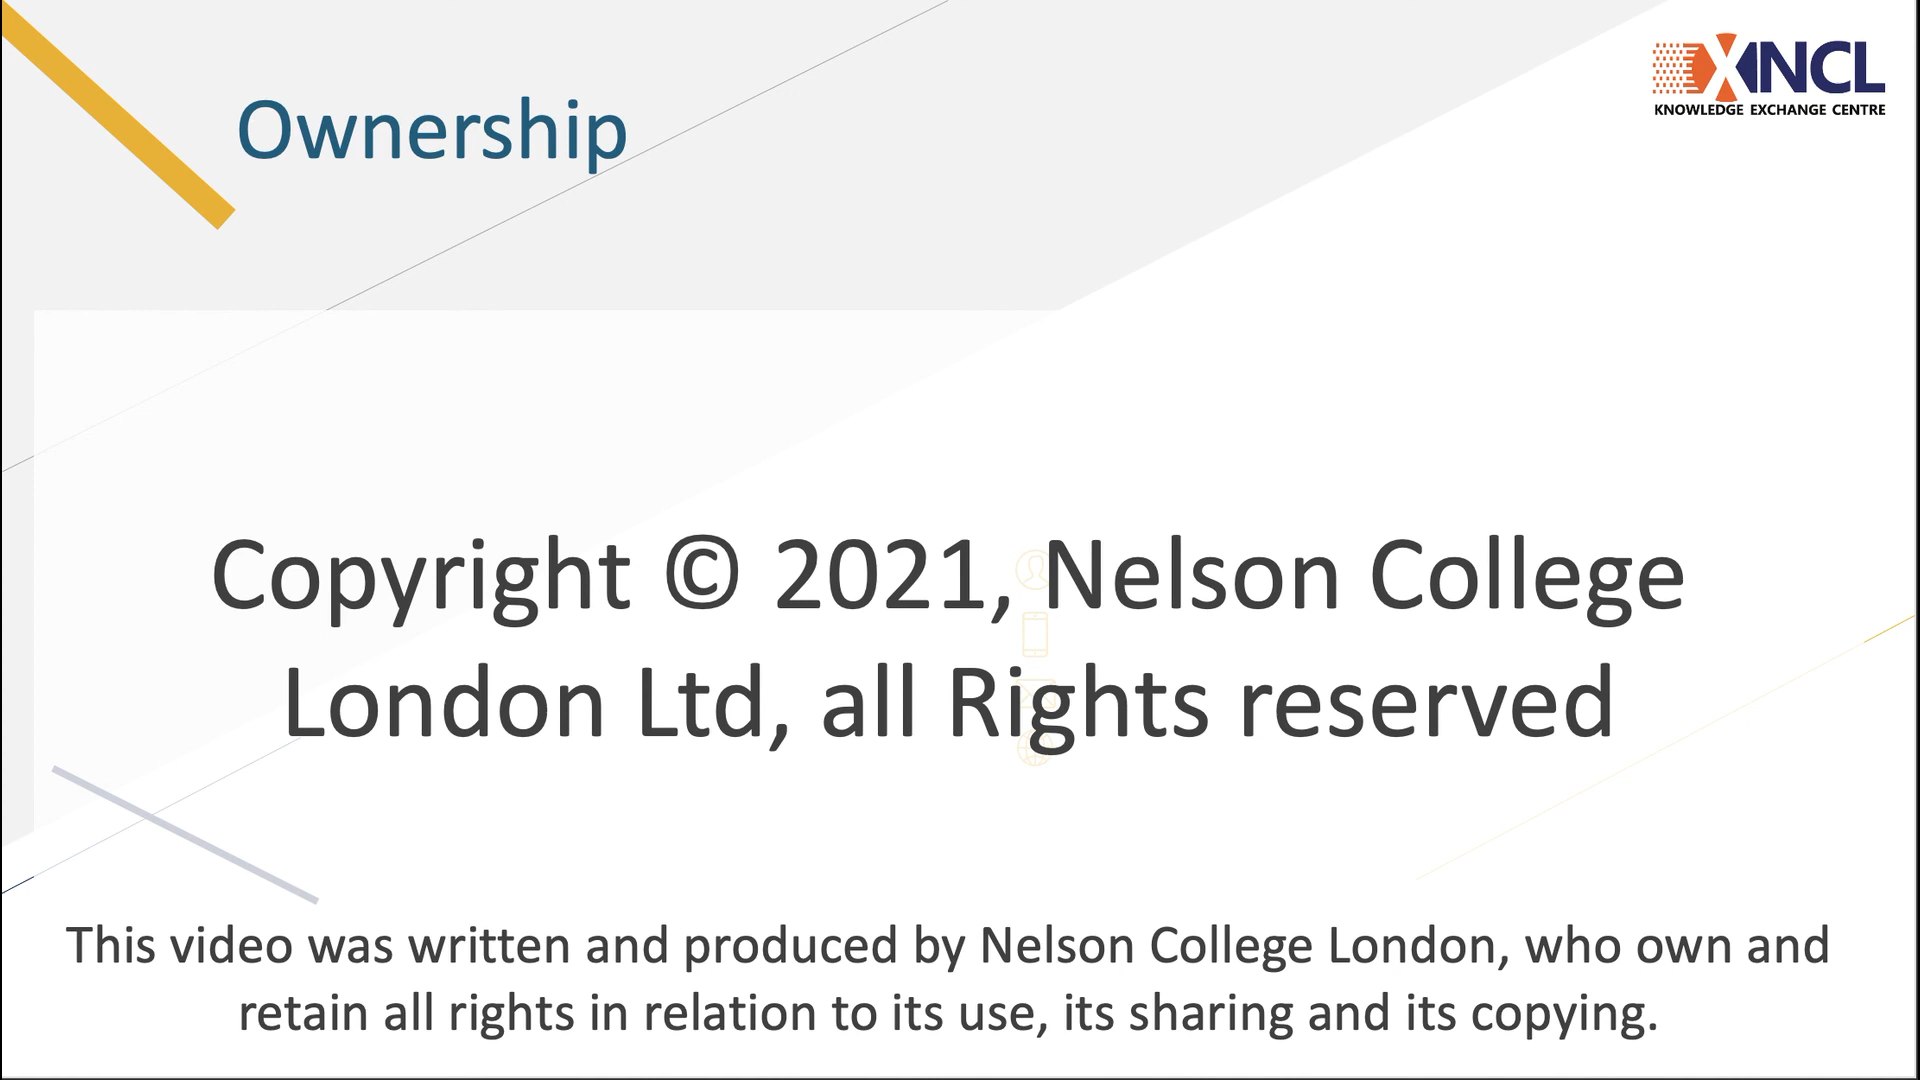 Ownership
XNCL
KNOWLEDGE EXCHANGE CENTRE
Copyright © 2021, Nelson College
London Ltd, all Rights reserved
This video was written and produced by Nelson College London, who own and
retain all rights in relation to its use, its sharing and its copying.